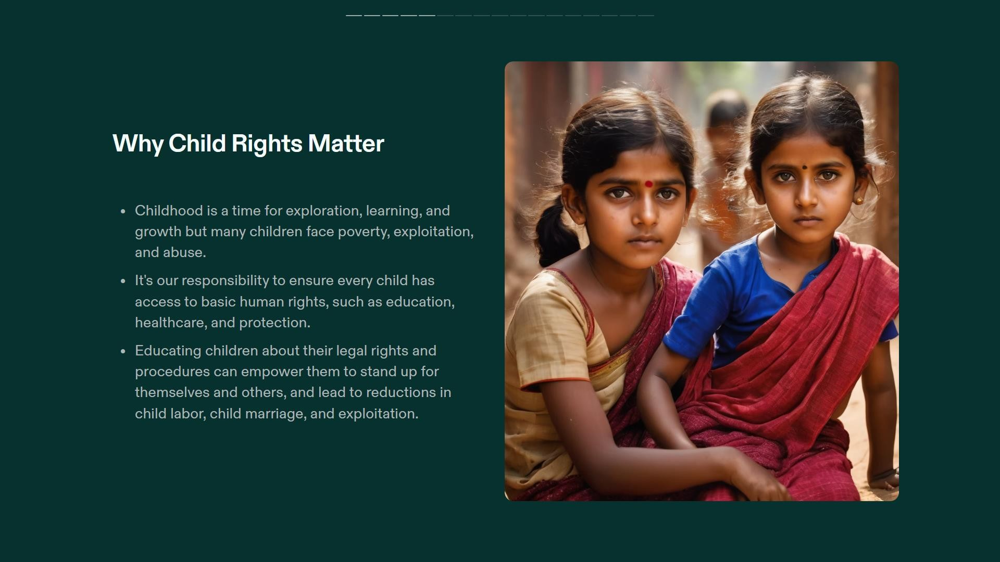 Why Child Rights Matter
• Childhood is a time for exploration, learning, and
growth but many children face poverty, exploitation,
and abuse.
• It's our responsibility to ensure every child has
access to basic human rights, such as education,
healthcare, and protection.
• Educating children about their legal rights and
procedures can empower them to stand up for
themselves and others, and lead to reductions in
child labor, child marriage, and exploitation.